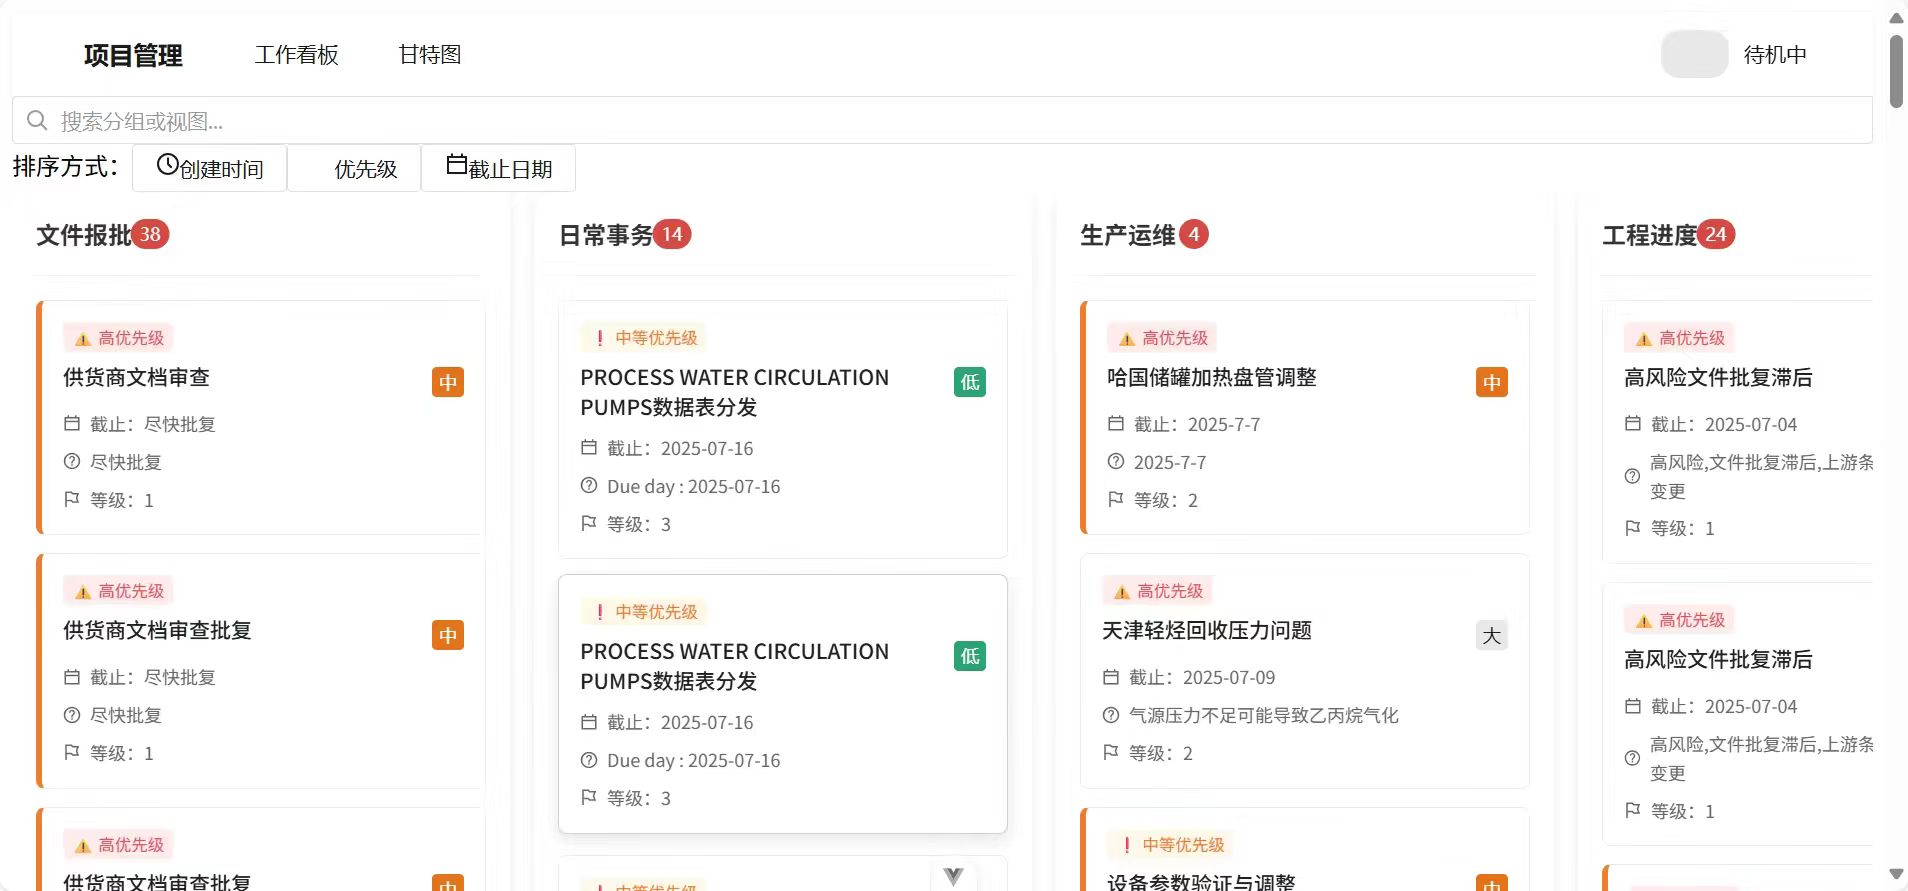 项目管理
工作看板
甘特图
待机中
搜索分组或视图...
排序方式：
创建时间
优先级
截止日期
文件报批 38
高优先级
供货商文档审查
中
截止：尽快批复
尽快批复
等级：1
高优先级
供货商文档审查批复
中
截止：尽快批复
尽快批复
等级：1
高优先级
供货商文档审查批复
中
日常事务 14
中等优先级
PROCESS WATER CIRCULATION
PUMPS数据表分发
低
截止：2025-07-16
Due day : 2025-07-16
等级：3
中等优先级
PROCESS WATER CIRCULATION
PUMPS数据表分发
低
截止：2025-07-16
Due day : 2025-07-16
等级：3
中等优先级
生产运维 4
高优先级
哈国储罐加热盘管调整
中
截止：2025-7-7
2025-7-7
等级：2
高优先级
天津轻烃回收压力问题
大
截止：2025-07-09
气源压力不足可能导致乙丙烷气化
等级：2
中等优先级
设备参数验证与调整
中
工程进度 24
高优先级
高风险文件批复滞后
截止：2025-07-04
高风险,文件批复滞后,上游条
变更
等级：1
高优先级
高风险文件批复滞后
截止：2025-07-04
高风险,文件批复滞后,上游条
变更
等级：1